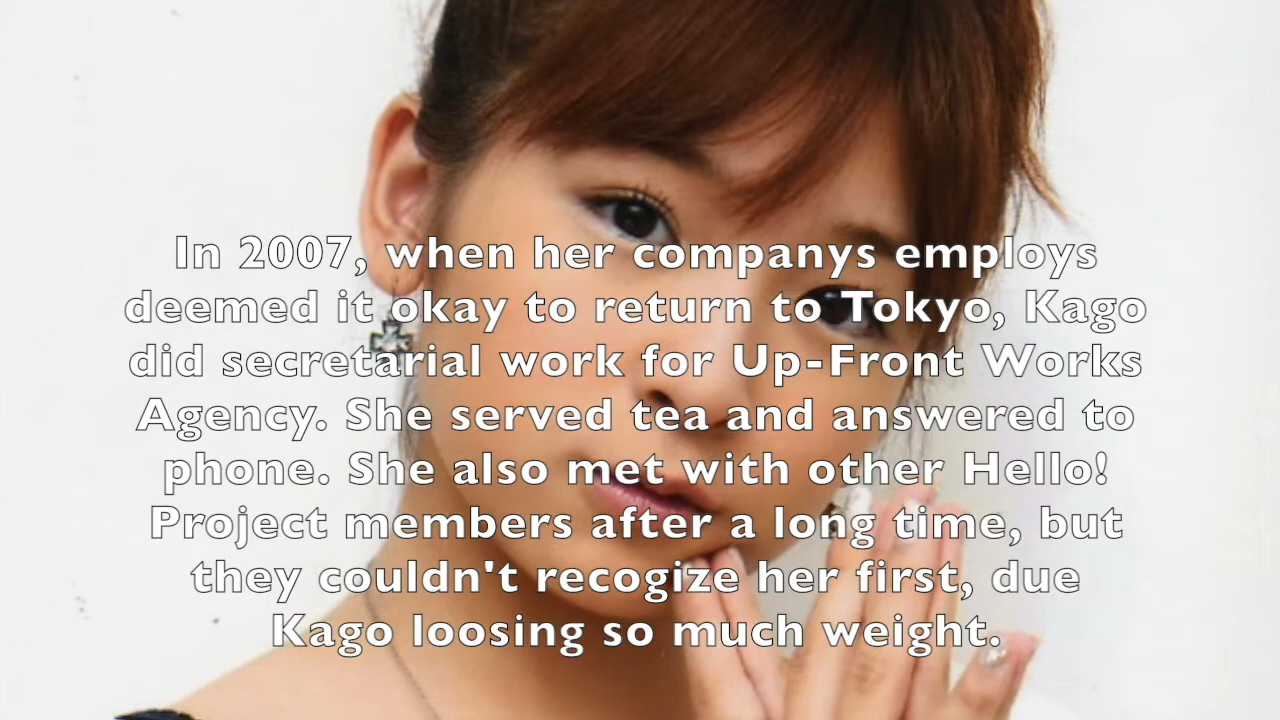 In 2007, when her companys employs
deemed it okay to return to Tokyo, Kago
did secretarial work for Up-Front Works
Agency. She served tea and answered to
phone. She also met with other Hello!
Project members after a long time, but
they couldn't recogize her first, due
Kago loosing so much weight.